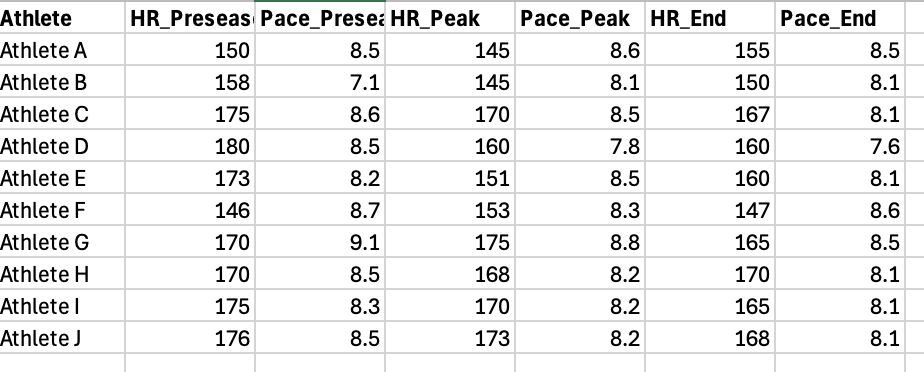 Athlete HR_Preseas Pace_Presea HR_Peak Pace_Peak HR_End Pace_End
Athlete A 150 8.5 145 8.6 155 8.5
Athlete B 158 7.1 145 8.1 150 8.1
Athlete C 175 8.6 170 8.5 167 8.1
Athlete D 180 8.5 160 7.8 160 7.6
Athlete E 173 8.2 151 8.5 160 8.1
Athlete F 146 8.7 153 8.3 147 8.6
Athlete G 170 9.1 175 8.8 165 8.5
Athlete H 170 8.5 168 8.2 170 8.1
Athlete I 175 8.3 170 8.2 165 8.1
Athlete J 176 8.5 173 8.2 168 8.1